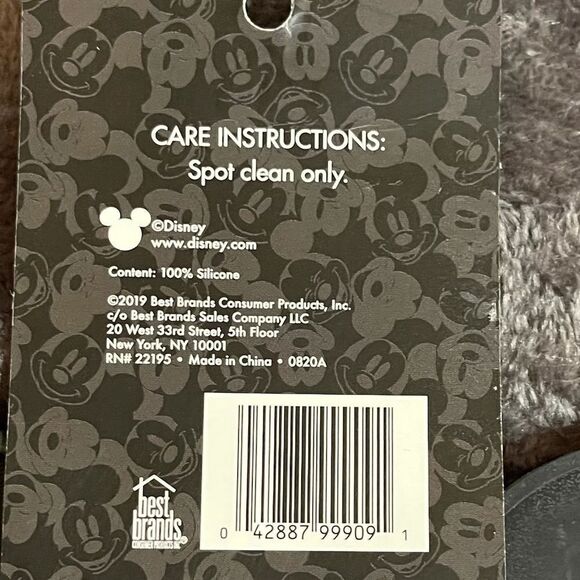 CARE INSTRUCTIONS:
Spot clean only.
©Disney
www.disney.com
Content: 100% Silicone
©2019 Best Brands Consumer Products, Inc.
c/o Best Brands Sales Company LLC
20 West 33rd Street, 5th Floor
New York, NY 10001
RN# 22195 • Made in China • 0820A
best
brands®
0 42887 99909 1